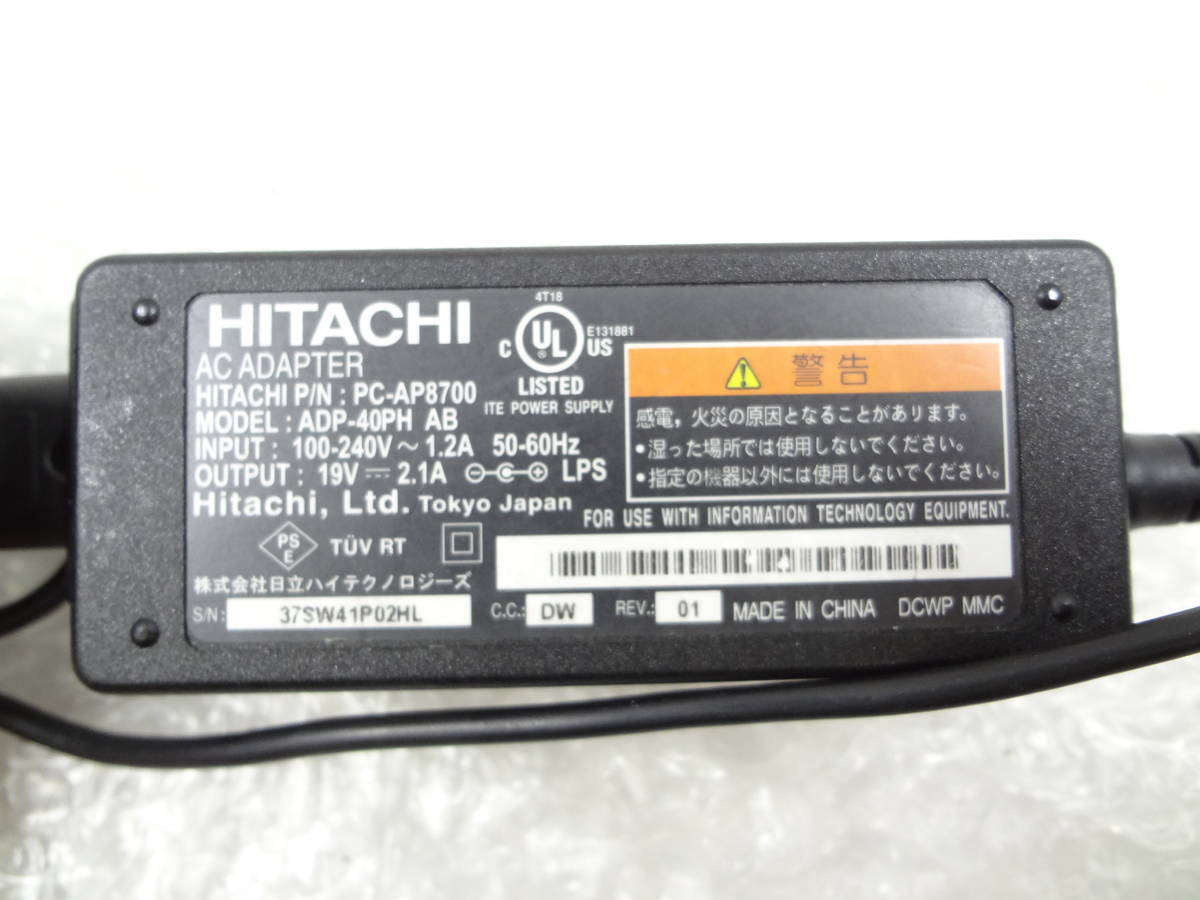 HITACHI
AC ADAPTER
HITACHI P/N : PC-AP8700
MODEL : ADP-40PH AB
INPUT : 100-240V ~ 1.2A 50-60Hz
OUTPUT : 19V ⎓ 2.1A LPS
Hitachi, Ltd. Tokyo Japan
4T18
C UL ® US
E131881
LISTED
ITE POWER SUPPLY
警告
感電，火災の原因となることがあります。
・湿った場所では使用しないでください。
・指定の機器以外には使用しないでください。
FOR USE WITH INFORMATION TECHNOLOGY EQUIPMENT.
PS
E
TÜV RT
株式会社日立ハイテクノロジーズ
S/N : 37SW41P02HL C.C.: DW REV.: 01 MADE IN CHINA DCWP MMC